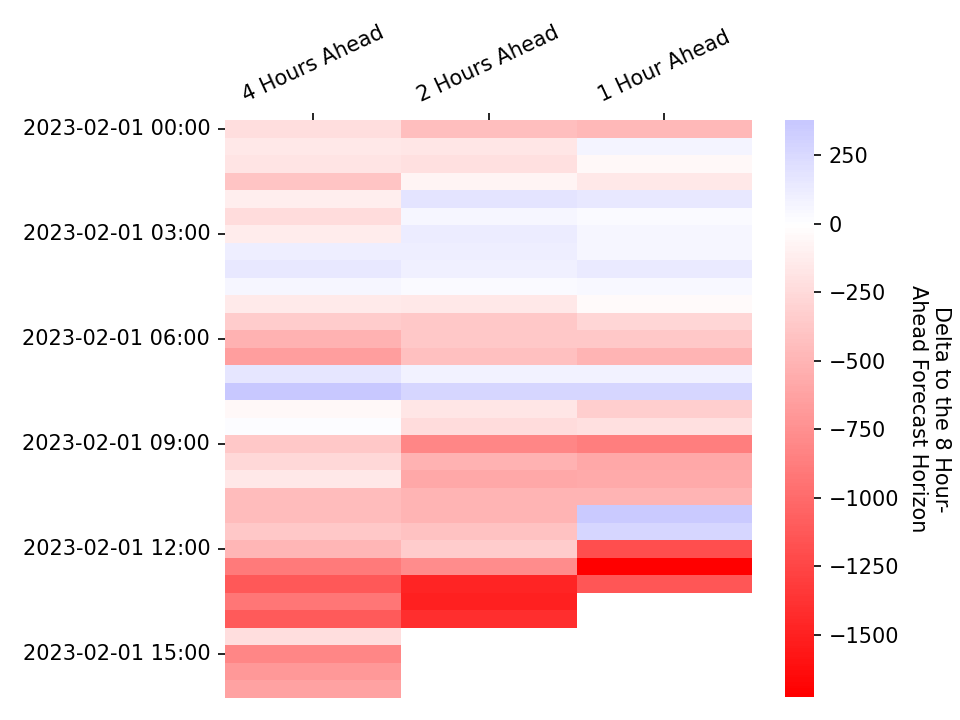 4 Hours Ahead
2 Hours Ahead
1 Hour Ahead
2023-02-01 00:00
2023-02-01 03:00
2023-02-01 06:00
2023-02-01 09:00
2023-02-01 12:00
2023-02-01 15:00
250
0
−250
−500
−750
−1000
−1250
−1500
Delta to the 8 Hour-
Ahead Forecast Horizon